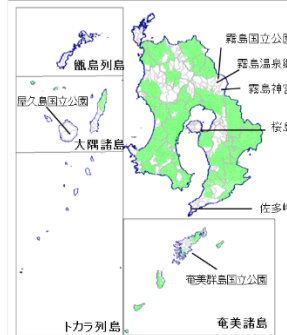 霧島国立公園
霧島温泉郷
霧島神宮
甑島列島
屋久島国立公園
桜島
大隅諸島
佐多岬
奄美群島国立公園
トカラ列島
奄美諸島